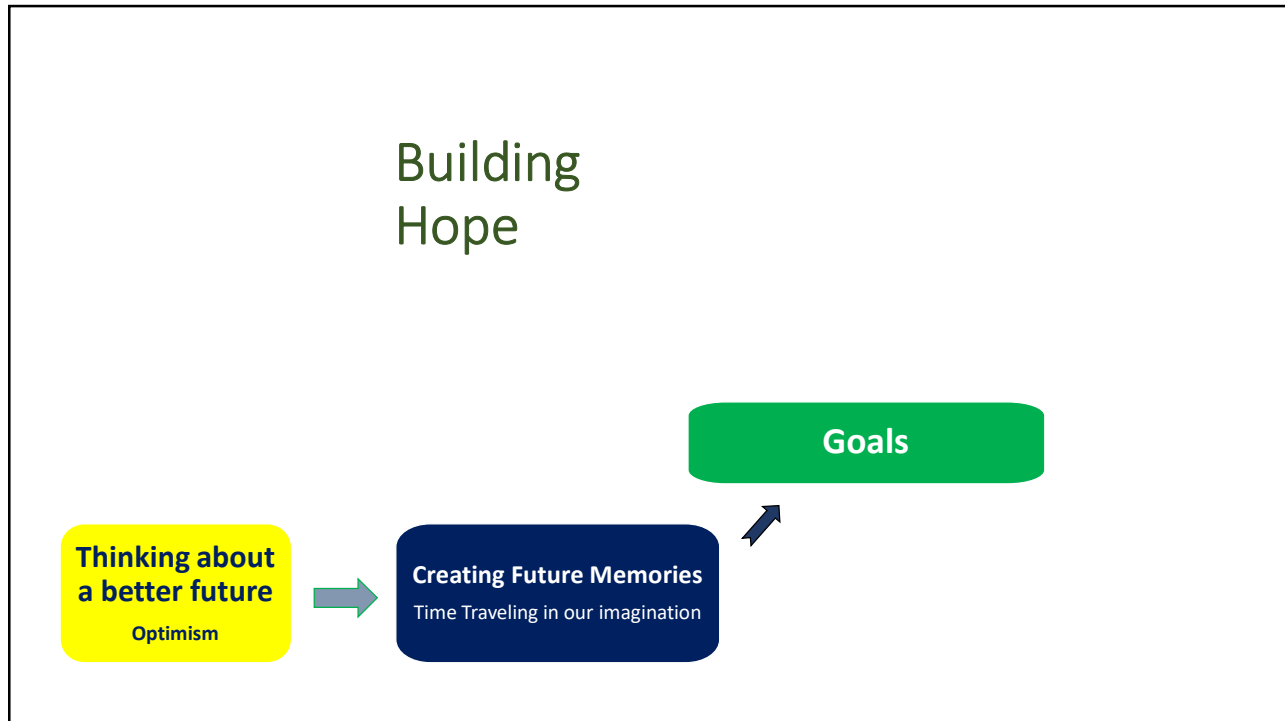 Building
Hope
Goals
Thinking about
a better future
Optimism
Creating Future Memories
Time Traveling in our imagination